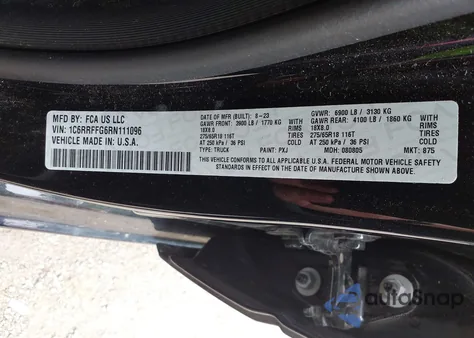 MFD BY: FCA US LLC
DATE OF MFR (BUILT): 8-23
GVWR: 6900 LB / 3130 KG
VIN: 1C6RRFFG6RN111096
GAWR FRONT: 3900 LB / 1770 KG WITH
GAWR REAR: 4100 LB / 1860 KG WITH
VEHICLE MADE IN: U.S.A.
18X8.0 RIMS
18X8.0 RIMS
275/65R18 116T TIRES
275/65R18 116T TIRES
AT 250 kPa / 36 PSI
AT 250 kPa / 36 PSI
TYPE: TRUCK PAINT: PXJ MDH: 080805 MKT: 875
THIS VEHICLE CONFORMS TO ALL APPLICABLE U.S.A. FEDERAL MOTOR VEHICLE SAFETY
STANDARDS IN EFFECT ON THE DATE OF MANUFACTURE SHOWN ABOVE.
autoSnap